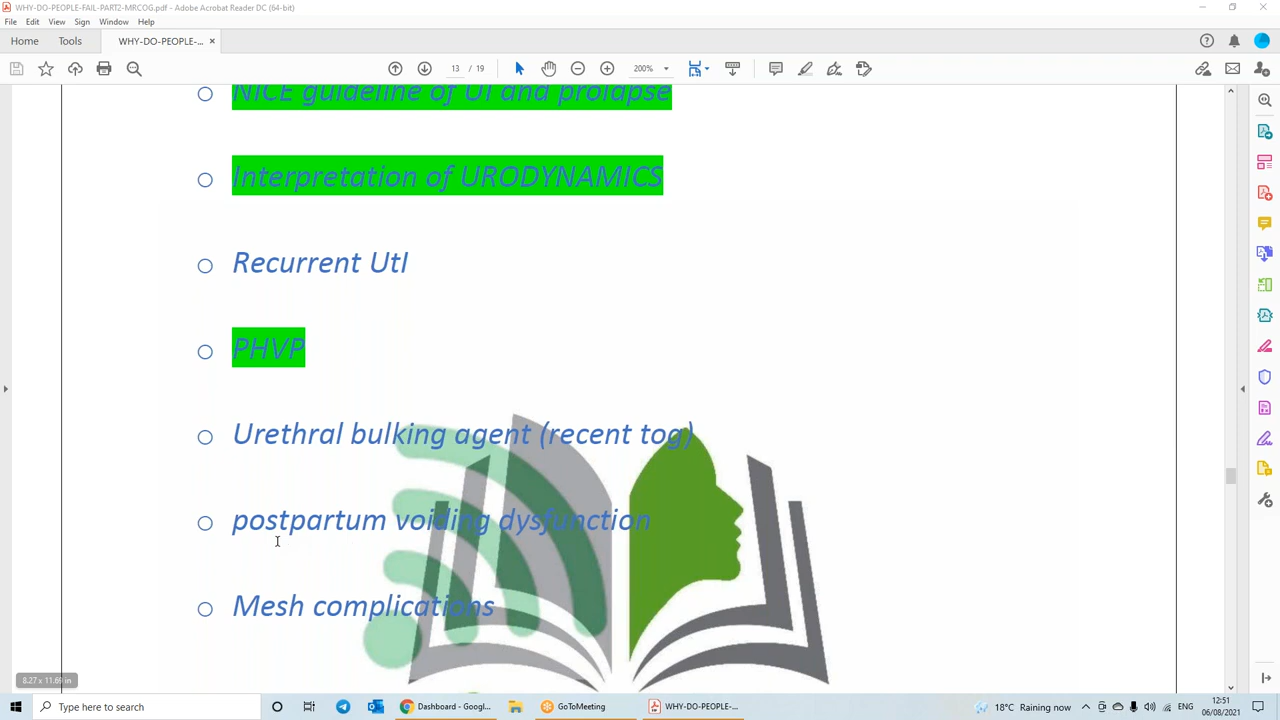 WHY-DO-PEOPLE-FAIL-PART2-MRCOG.pdf - Adobe Acrobat Reader DC (64-bit)
File Edit View Sign Window Help
Home Tools WHY-DO-PEOPLE-...
13 / 19 200%
NICE guideline of UI and prolapse
Interpretation of URODYNAMICS
Recurrent UtI
PHVP
Urethral bulking agent (recent tog)
postpartum voiding dysfunction
Mesh complications
8.27 x 11.69 in
Type here to search
Dashboard - Googl...
GoToMeeting
WHY-DO-PEOPLE-...
18°C Raining now
ENG
12:51
06/08/2021